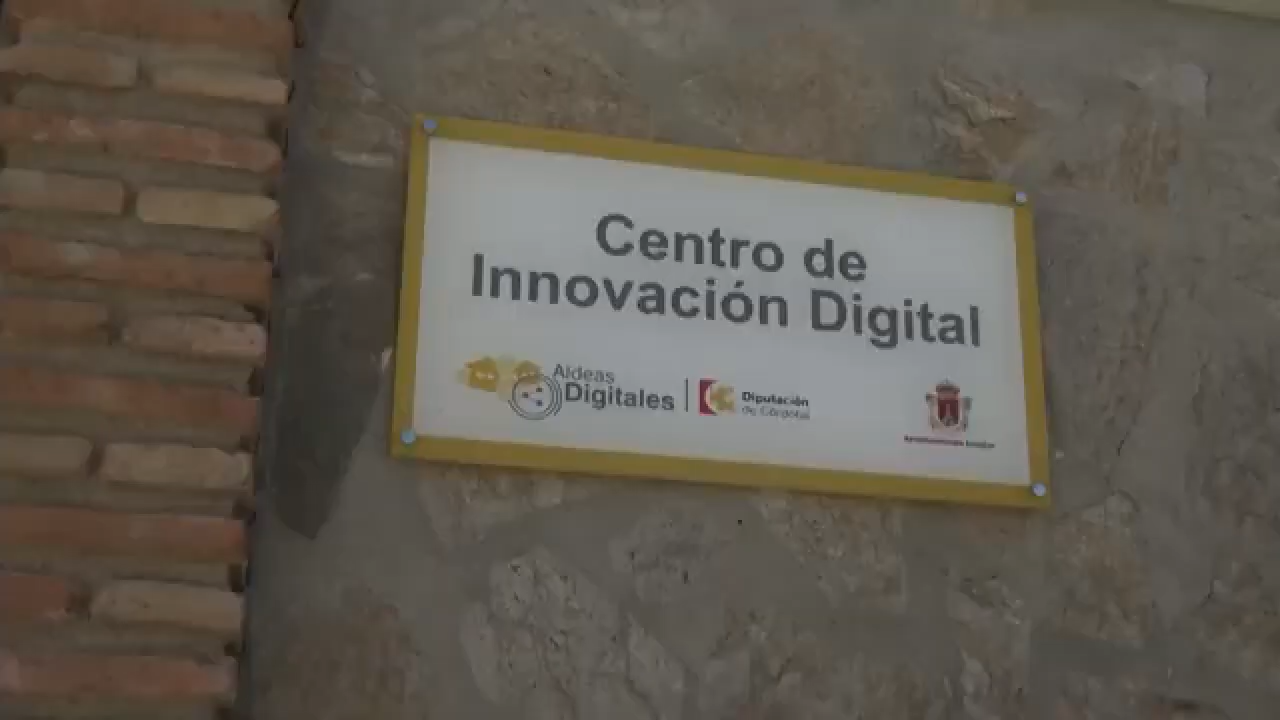 Centro de
Innovación Digital
Aldeas
Digitales
Diputación
de Córdoba